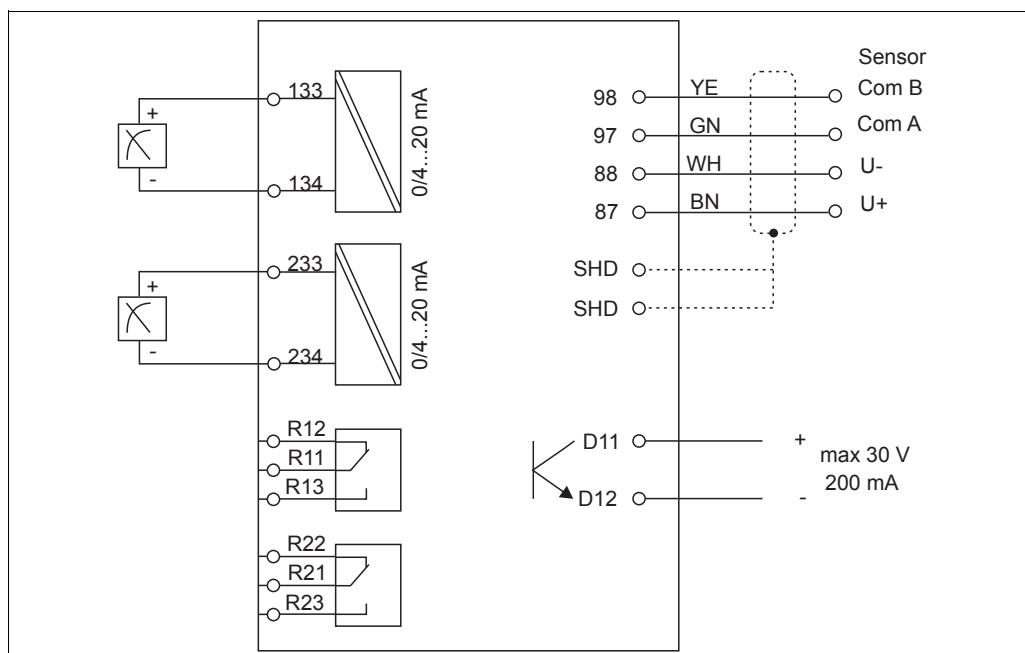 133
+
-
134
0/4...20 mA
233
+
-
234
0/4...20 mA
R12
R11
R13
R22
R21
R23
Sensor
98 YE Com B
97 GN Com A
88 WH U-
87 BN U+
SHD
SHD
D11 +
max 30 V
200 mA
D12 -